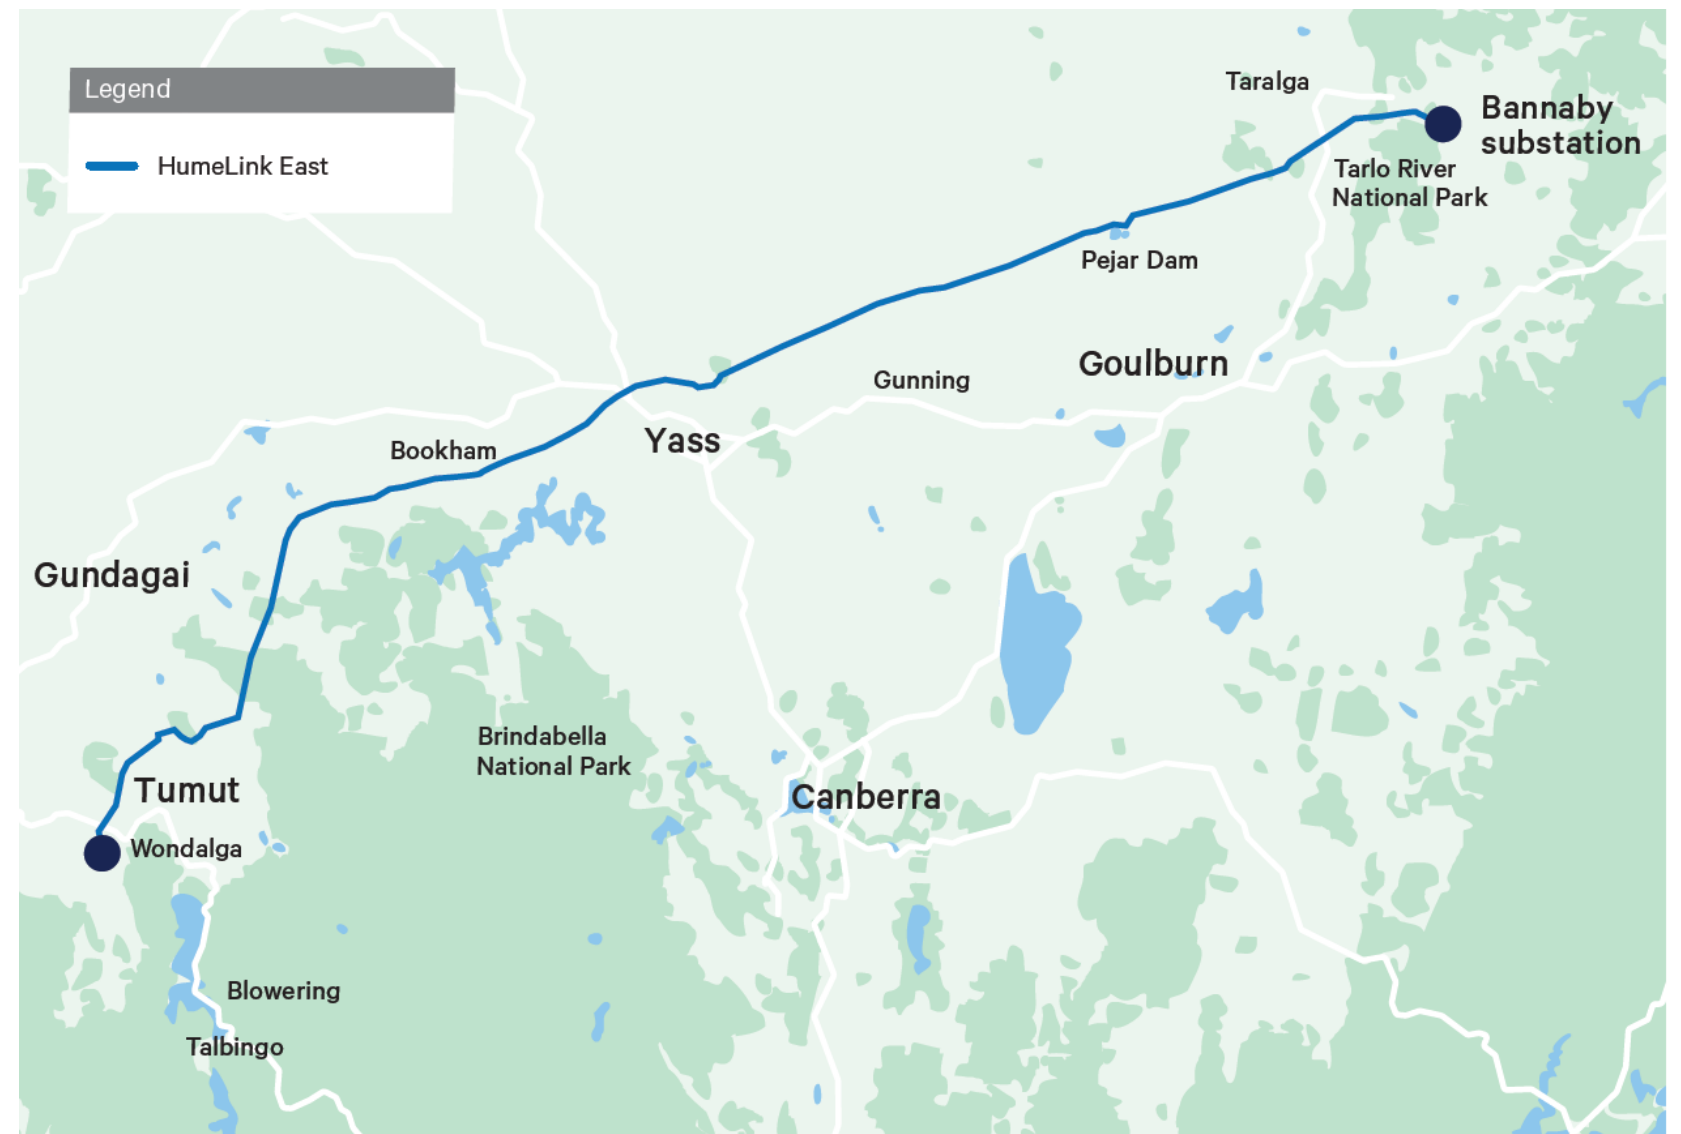 Legend
HumeLink East
Taralga
Bannaby
substation
Tarlo River
National Park
Pejar Dam
Goulburn
Gunning
Yass
Bookham
Gundagai
Brindabella
National Park
Tumut
Canberra
Wondalga
Blowering
Talbingo